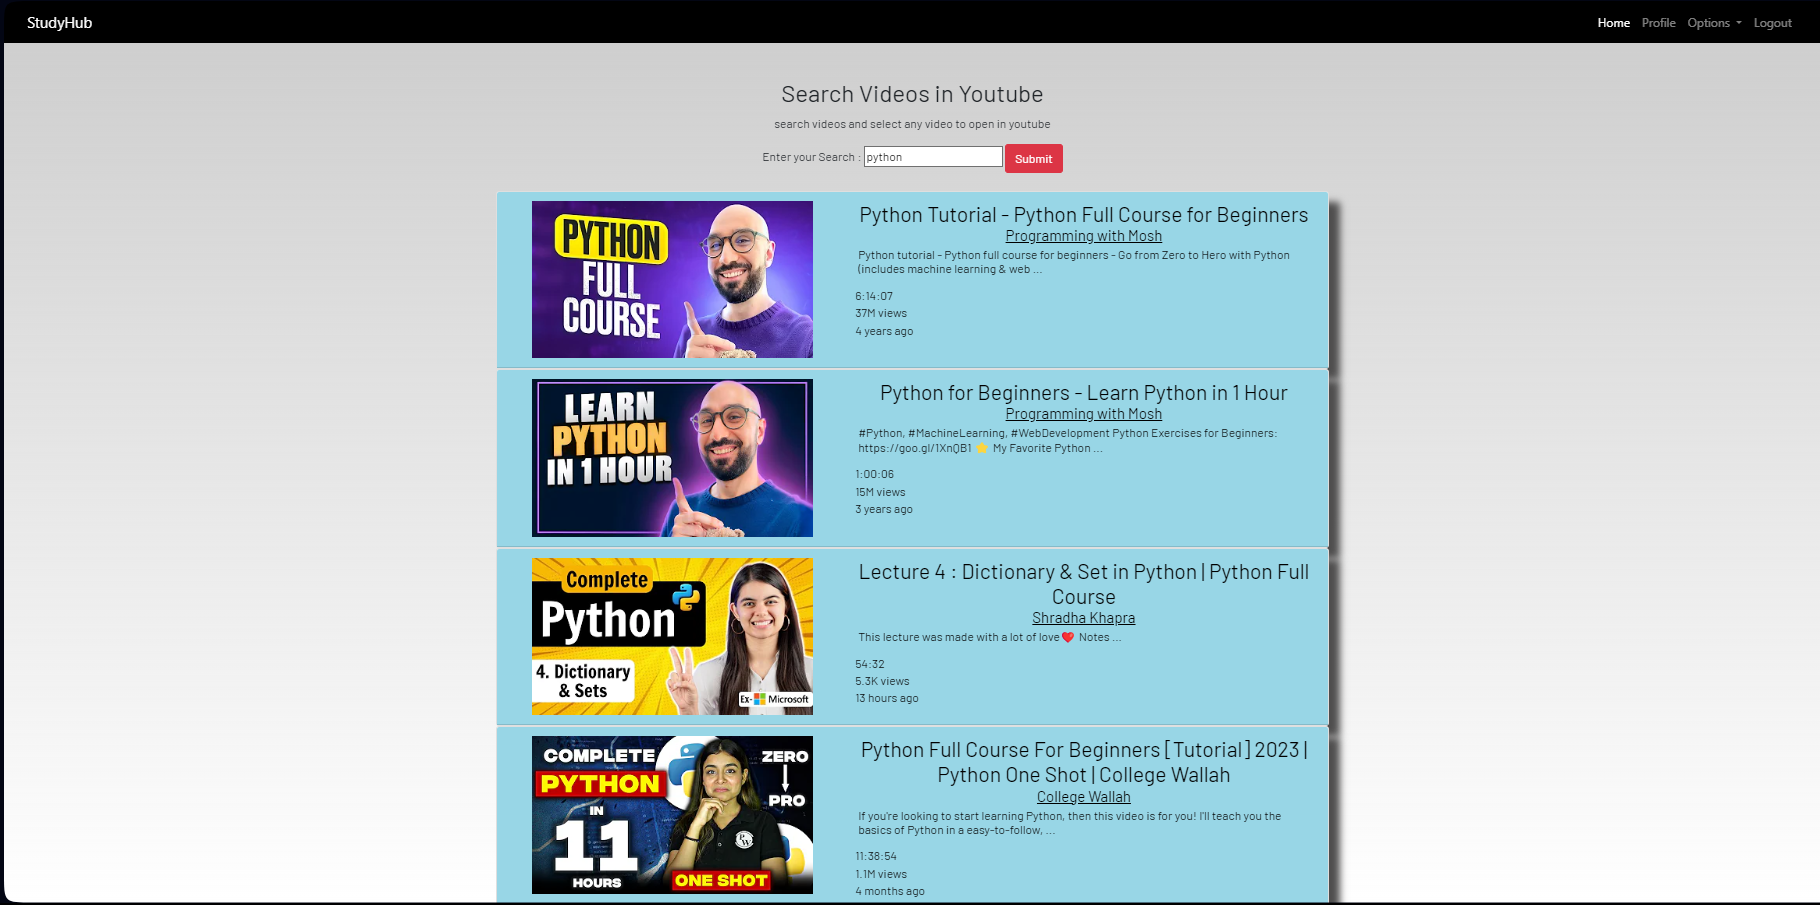 StudyHub
Home Profile Options Logout
Search Videos in Youtube
search videos and select any video to open in youtube
Enter your Search : python Submit
PYTHON
FULL
COURSE
Python Tutorial - Python Full Course for Beginners
Programming with Mosh
Python tutorial - Python full course for beginners - Go from Zero to Hero with Python
(includes machine learning & web ...
6:14:07
37M views
4 years ago
LEARN
PYTHON
IN 1 HOUR
Python for Beginners - Learn Python in 1 Hour
Programming with Mosh
#Python, #MachineLearning, #WebDevelopment Python Exercises for Beginners:
https://goo.gl/1XnQB1 ⭐ My Favorite Python ...
1:00:06
15M views
3 years ago
Complete
Python
4. Dictionary
& Sets
Ex- Microsoft
Lecture 4 : Dictionary & Set in Python | Python Full
Course
Shradha Khapra
This lecture was made with a lot of love❤️ Notes ...
54:32
5.3K views
13 hours ago
COMPLETE
PYTHON
IN
11
HOURS
ZERO
PRO
PW
ONE SHOT
Python Full Course For Beginners [Tutorial] 2023 |
Python One Shot | College Wallah
College Wallah
If you're looking to start learning Python, then this video is for you! I'll teach you the
basics of Python in a easy-to-follow, ...
11:38:54
1.1M views
4 months ago